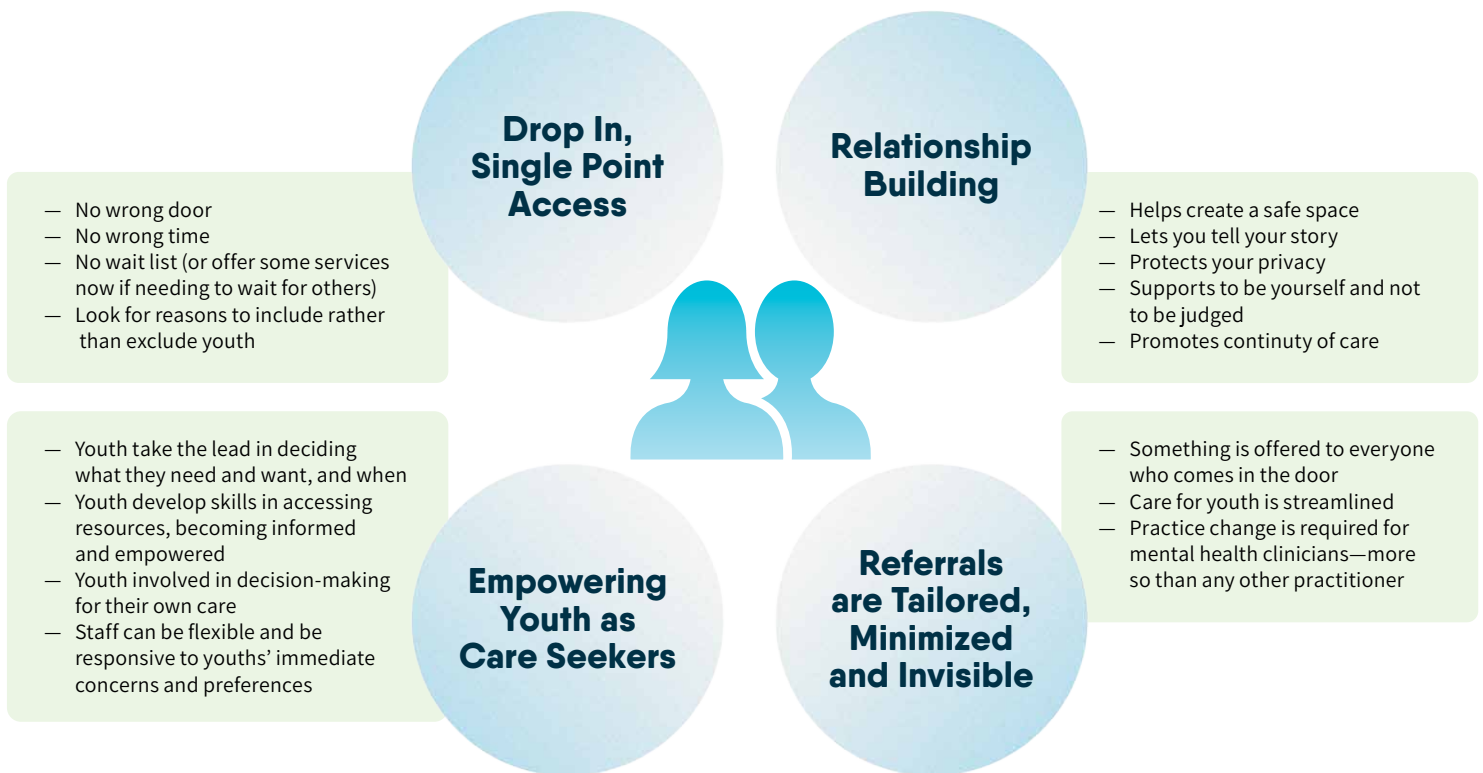 Drop In,
Single Point
Access
— No wrong door
— No wrong time
— No wait list (or offer some services
now if needing to wait for others)
— Look for reasons to include rather
than exclude youth
Relationship
Building
— Helps create a safe space
— Lets you tell your story
— Protects your privacy
— Supports to be yourself and not
to be judged
— Promotes continuty of care
Empowering
Youth as
Care Seekers
— Youth take the lead in deciding
what they need and want, and when
— Youth develop skills in accessing
resources, becoming informed
and empowered
— Youth involved in decision-making
for their own care
— Staff can be flexible and be
responsive to youths’ immediate
concerns and preferences
Referrals
are Tailored,
Minimized
and Invisible
— Something is offered to everyone
who comes in the door
— Care for youth is streamlined
— Practice change is required for
mental health clinicians—more
so than any other practitioner